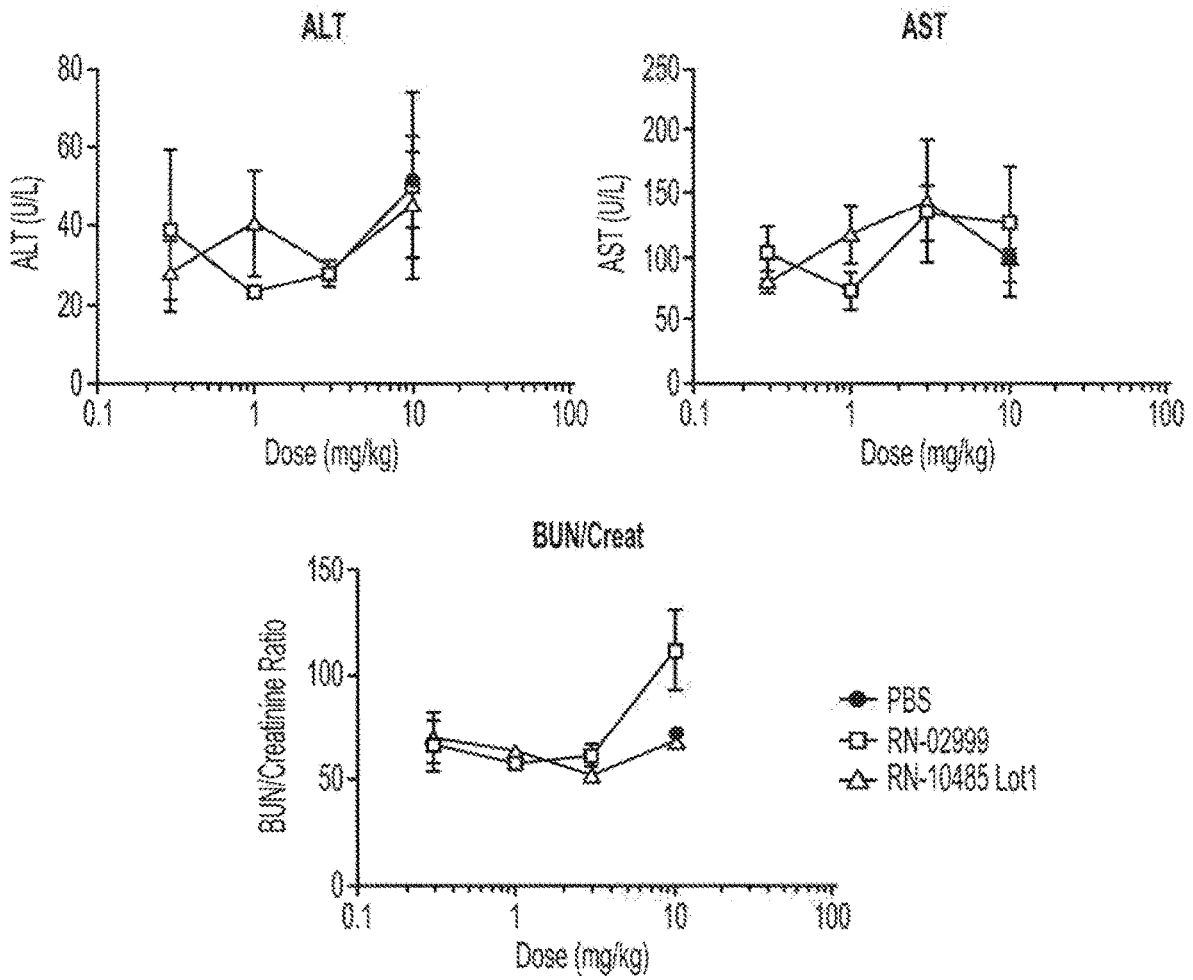 ALT
80
60
40
20
0
ALT (U/L)
0.1 1 10 100
Dose (mg/kg)
AST
250
200
150
100
50
0
AST (U/L)
0.1 1 10 100
Dose (mg/kg)
BUN/Creat
150
100
50
0
BUN/Creatinine Ratio
0.1 1 10 100
Dose (mg/kg)
PBS
RN-02999
RN-10485 Lot1